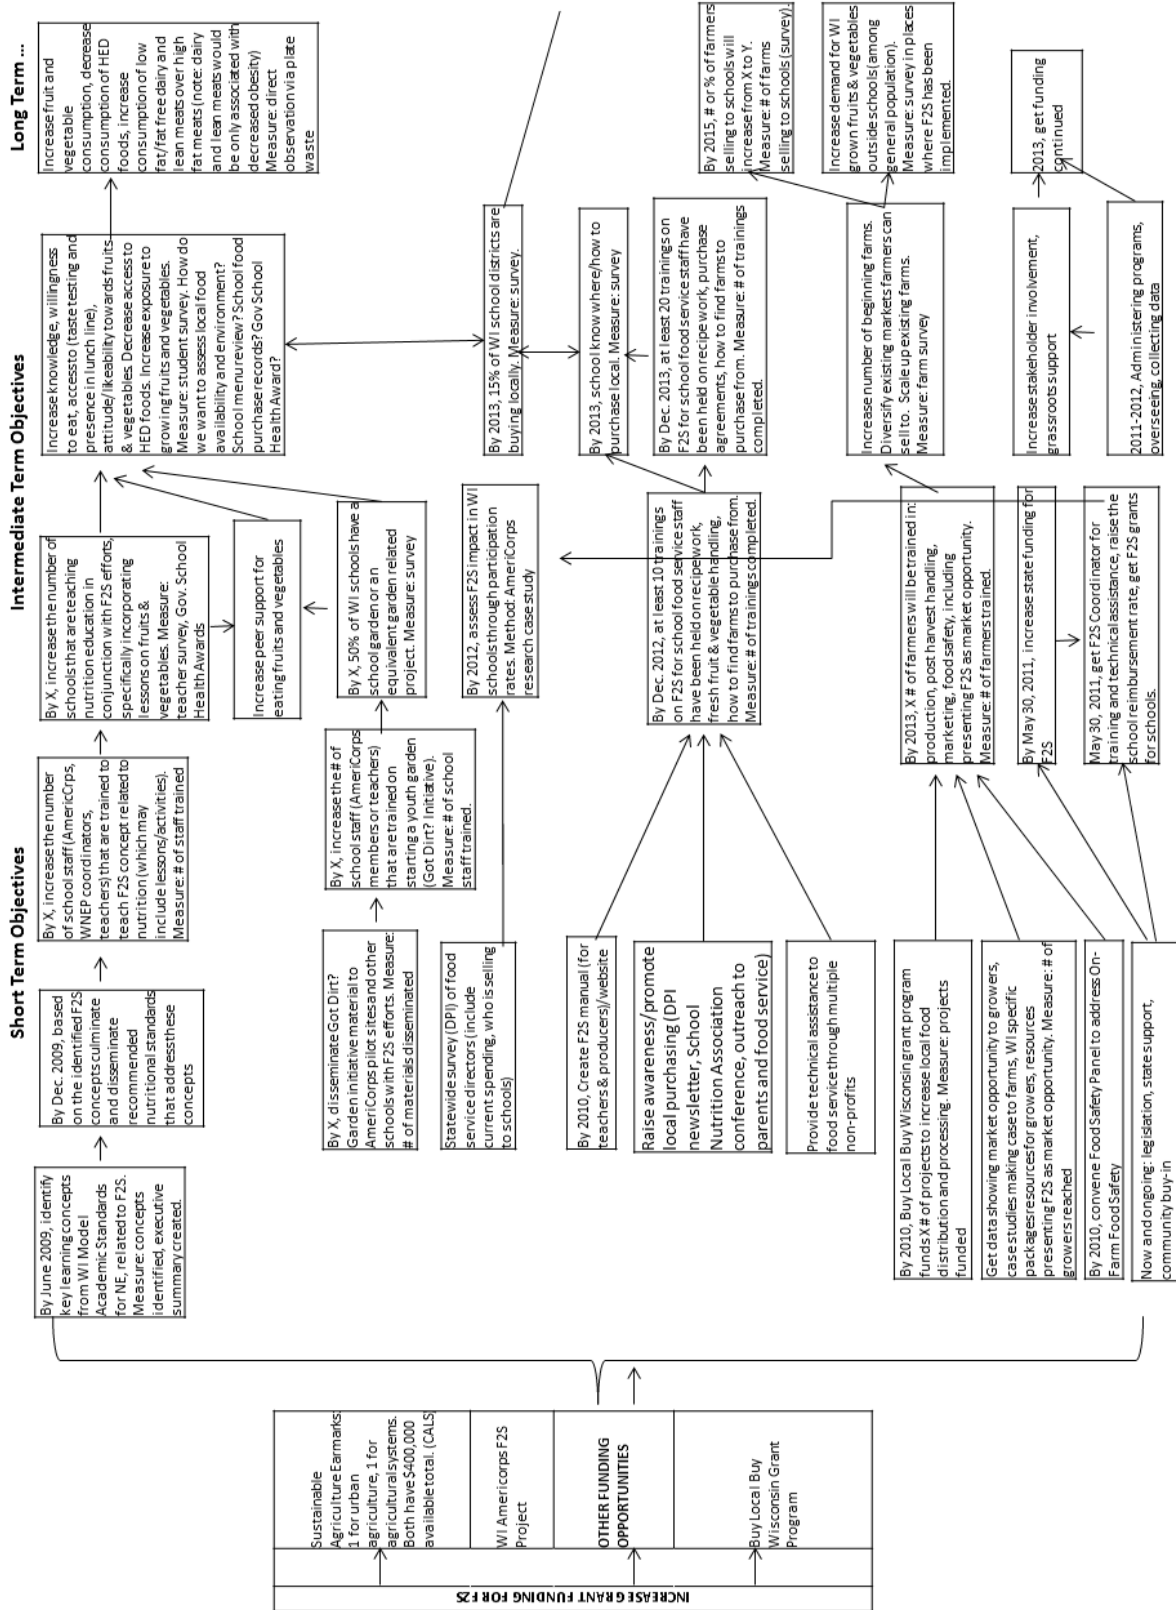 Short Term Objectives
Intermediate Term Objectives
Long Term ...
INCREASE GRANT FUNDING FOR F2S
Sustainable
Agriculture Earmarks:
1 for urban
agriculture, 1 for
agricultural systems.
Both have $400,000
available total. (CALS)
WI Americorps F2S
Project
OTHER FUNDING
OPPORTUNITIES
Buy Local Buy
Wisconsin Grant
Program
By June 2009, identify
key learning concepts
from WI Model
Academic Standards
for NE, related to F2S.
Measure: concepts
identified, executive
summary created.
By Dec. 2009, based
on the identified F2S
concepts culminate
and disseminate
recommended
nutritional standards
that address these
concepts
By X, increase the number
of school staff (AmeriCrps,
WNEP coordinators,
teachers) that are trained to
teach F2S concept related to
nutrition (which may
include lessons/activities).
Measure: # of staff trained
By X, increase the number of
schools that are teaching
nutrition education in
conjunction with F2S efforts,
specifically incorporating
lessons on fruits &
vegetables. Measure:
teacher survey, Gov. School
Health Awards
Increase peer support for
eating fruits and vegetables
Increase knowledge, willingness
to eat, access to (taste testing and
presence in lunch line),
attitude/likeability towards fruits
& vegetables. Decrease access to
HED foods. Increase exposure to
growing fruits and vegetables.
Measure: student survey. How do
we want to assess local food
availability and environment?
School menu review? School food
purchase records? Gov School
Health Award?
Increase fruit and
vegetable
consumption, decrease
consumption of HED
foods, increase
consumption of low
fat/fat free dairy and
lean meats over high
fat meats (note: dairy
and lean meats would
be only associated with
decreased obesity)
Measure: direct
observation via plate
waste
By X, disseminate Got Dirt?
Garden initiative material to
AmeriCorps pilot sites and other
schools with F2S efforts. Measure:
# of materials disseminated
By X, increase the # of
school staff (AmeriCorps
members or teachers)
that are trained on
starting a youth garden
(Got Dirt? Initiative).
Measure: # of school
staff trained.
By X, 50% of WI schools have a
school garden or an
equivalent garden related
project. Measure: survey
Statewide survey (DPI) of food
service directors (include
current spending, who is selling
to schools)
By 2012, assess F2S impact in WI
schools through participation
rates. Method: AmeriCorps
research case study
By 2013, 15% of WI school districts are
buying locally. Measure: survey.
By 2010, Create F2S manual (for
teachers & producers)/website
Raise awareness/promote
local purchasing (DPI
newsletter, School
Nutrition Association
conference, outreach to
parents and food service)
Provide technical assistance to
food service through multiple
non-profits
By Dec. 2012, at least 10 trainings
on F2S for school food service staff
have been held on recipe work,
fresh fruit & vegetable handling,
how to find farms to purchase from.
Measure: # of trainings completed.
By 2013, school know where/how to
purchase local. Measure: survey
By Dec. 2013, at least 20 trainings on
F2S for school food service staff have
been held on recipe work, purchase
agreements, how to find farms to
purchase from. Measure: # of trainings
completed.
By 2010, Buy Local Buy Wisconsin grant program
funds X # of projects to increase local food
distribution and processing. Measure: projects
funded
Get data showing market opportunity to growers,
case studies making case to farms, WI specific
packages resources for growers, resources
presenting F2S as market opportunity. Measure: # of
growers reached
By 2010, convene Food Safety Panel to address On-
Farm Food Safety
Now and ongoing: legislation, state support,
community buy-in
By 2013, X # of farmers will be trained in:
production, post harvest handling,
marketing, food safety, including
presenting F2S as market opportunity.
Measure: # of farmers trained.
By May 30, 2011, increase state funding for
F2S
May 30, 2011, get F2S Coordinator for
training and technical assistance, raise the
school reimbursement rate, get F2S grants
for schools.
Increase number of beginning farms.
Diversify existing markets farmers can
sell to. Scale up existing farms.
Measure: farm survey
By 2015, # or % of farmers
selling to schools will
increase from X to Y.
Measure: # of farms
selling to schools (survey).
Increase demand for WI
grown fruits & vegetables
outside schools (among
general population).
Measure: survey in places
where F2S has been
implemented.
Increase stakeholder involvement,
grassroots support
2011-2012, Administering programs,
overseeing, collecting data
2013, get funding
continued